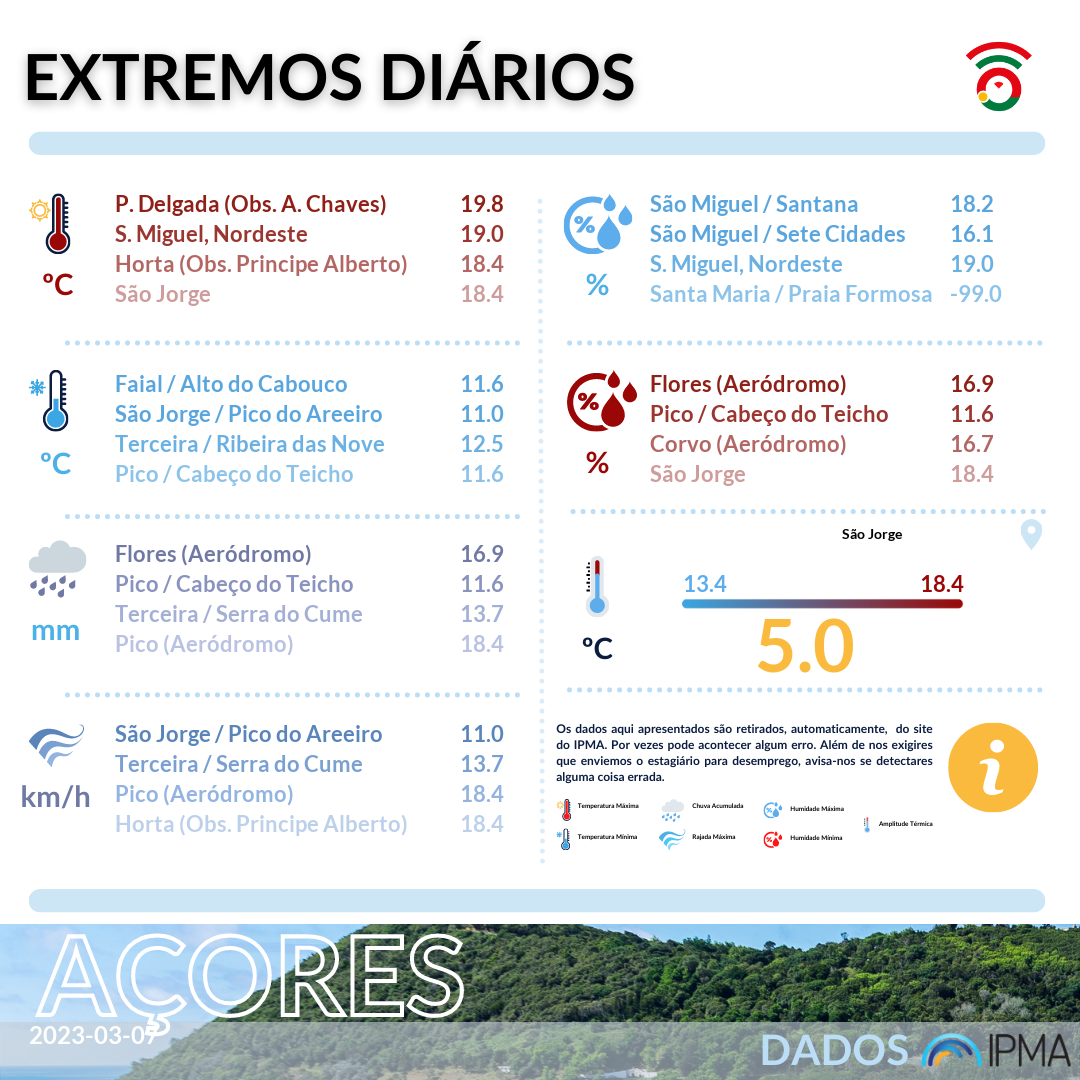 EXTREMOS DIÁRIOS
P. Delgada (Obs. A. Chaves) 19.8
S. Miguel, Nordeste 19.0
Horta (Obs. Principe Alberto) 18.4
São Jorge 18.4
ºC
Faial / Alto do Cabouco 11.6
São Jorge / Pico do Areeiro 11.0
Terceira / Ribeira das Nove 12.5
Pico / Cabeço do Teicho 11.6
ºC
Flores (Aeródromo) 16.9
Pico / Cabeço do Teicho 11.6
Terceira / Serra do Cume 13.7
Pico (Aeródromo) 18.4
mm
São Jorge / Pico do Areeiro 11.0
Terceira / Serra do Cume 13.7
Pico (Aeródromo) 18.4
Horta (Obs. Principe Alberto) 18.4
km/h
%
São Miguel / Santana 18.2
São Miguel / Sete Cidades 16.1
S. Miguel, Nordeste 19.0
Santa Maria / Praia Formosa -99.0
%
%
Flores (Aeródromo) 16.9
Pico / Cabeço do Teicho 11.6
Corvo (Aeródromo) 16.7
São Jorge 18.4
%
São Jorge
13.4 18.4
5.0
ºC
Os dados aqui apresentados são retirados, automaticamente, do site
do IPMA. Por vezes pode acontecer algum erro. Além de nos exigires
que enviemos o estagiário para desemprego, avisa-nos se detectares
alguma coisa errada.
i
Temperatura Máxima Chuva Acumulada Humidade Máxima
Amplitude Térmica
Temperatura Mínima Rajada Máxima Humidade Mínima
AÇORES
2023-03-07
DADOS IPMA